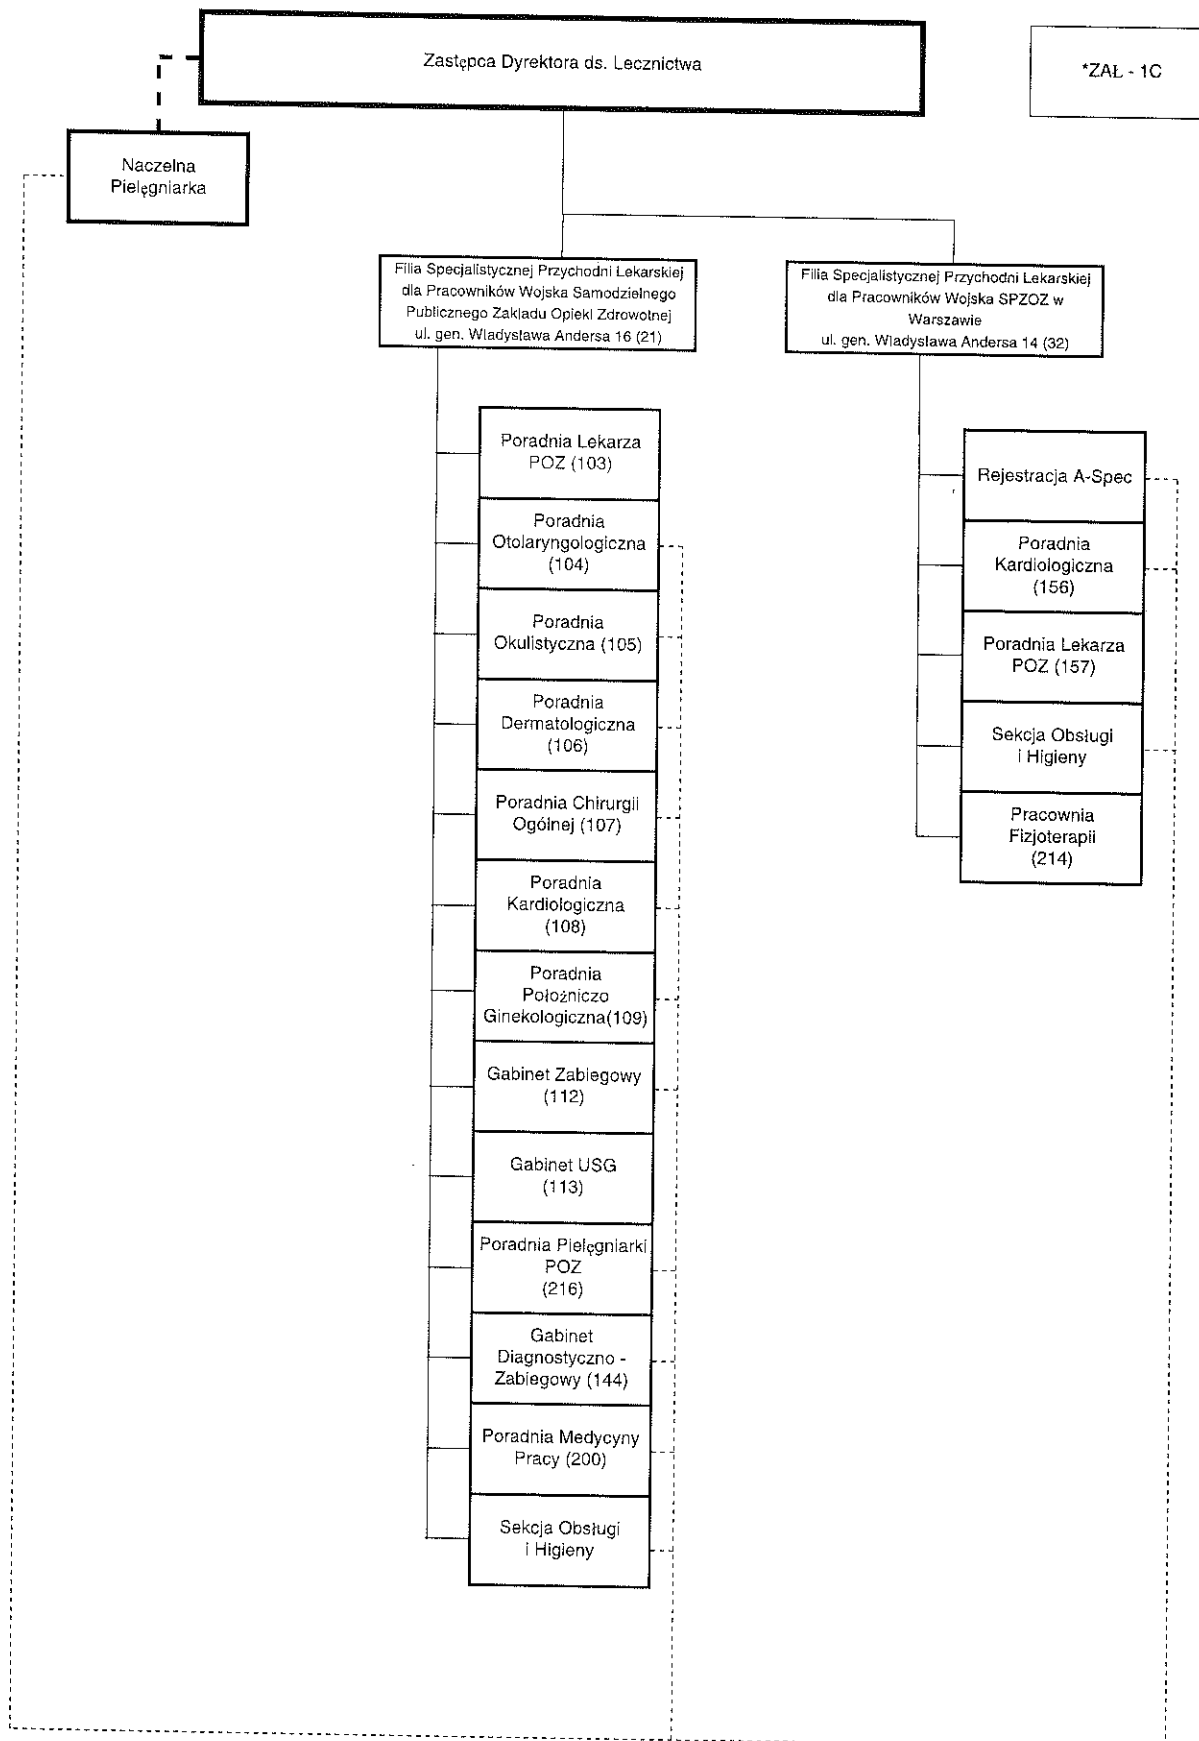 Zastępca Dyrektora ds. Lecznictwa
*ZAŁ - 1C
Naczelna
Pielęgniarka
Filia Specjalistycznej Przychodni Lekarskiej
dla Pracowników Wojska Samodzielnego
Publicznego Zakładu Opieki Zdrowotnej
ul. gen. Władysława Andersa 16 (21)
Filia Specjalistycznej Przychodni Lekarskiej
dla Pracowników Wojska SPZOZ w
Warszawie
ul. gen. Władysława Andersa 14 (32)
Poradnia Lekarza
POZ (103)
Poradnia
Otolaryngologiczna
(104)
Poradnia
Okulistyczna (105)
Poradnia
Dermatologiczna
(106)
Poradnia Chirurgii
Ogólnej (107)
Poradnia
Kardiologiczna
(108)
Poradnia
Położniczo
Ginekologiczna(109)
Gabinet Zabiegowy
(112)
Gabinet USG
(113)
Poradnia Pielęgniarki
POZ
(216)
Gabinet
Diagnostyczno -
Zabiegowy (144)
Poradnia Medycyny
Pracy (200)
Sekcja Obsługi
i Higieny
Rejestracja A-Spec
Poradnia
Kardiologiczna
(156)
Poradnia Lekarza
POZ (157)
Sekcja Obsługi
i Higieny
Pracownia
Fizjoterapii
(214)